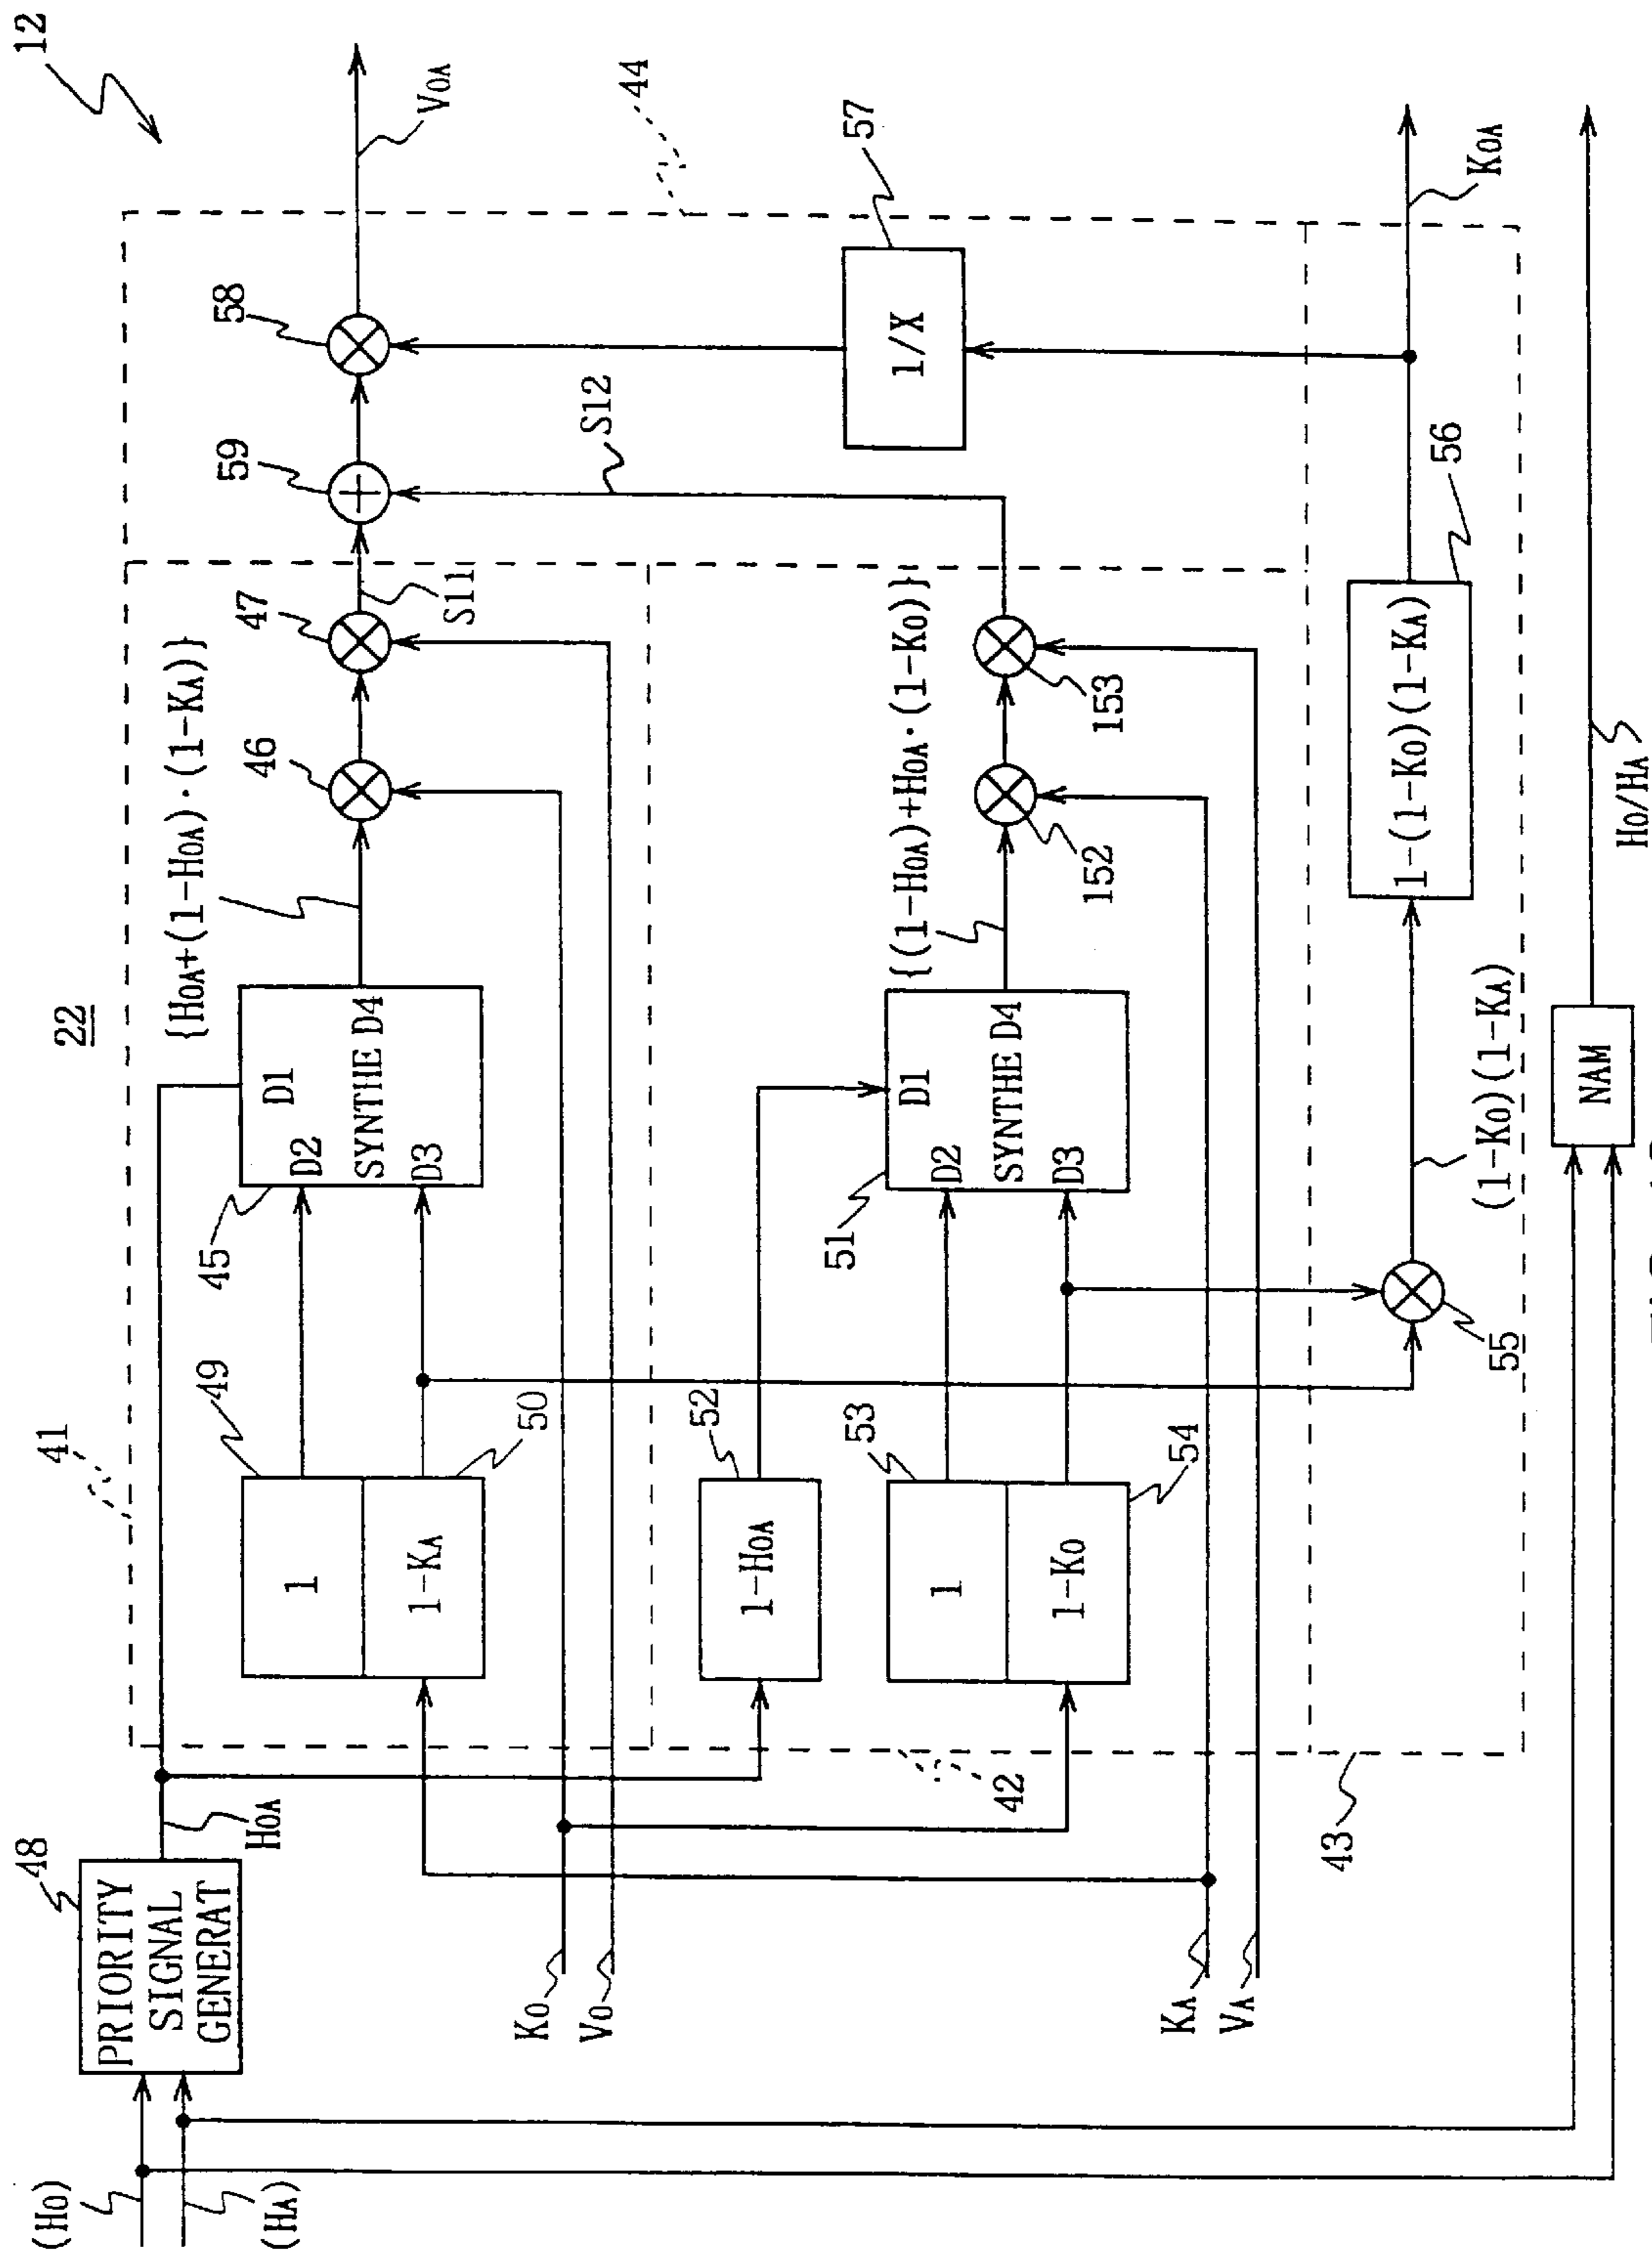 12
22
48
PRIORITY
SIGNAL
GENERAT
(HO)
(HA)
HOA
41
49
1
50
1-KA
45
D1
D2
SYNTHE D4
D3
{HOA+(1-HOA)·(1-KA)}
46
47
S11
59
58
VOA
44
57
1/X
S12
KO
VO
52
1-HOA
53
1
54
1-KO
42
51
D1
D2
SYNTHE D4
D3
{(1-HOA)+HOA·(1-KO)}
152
153
KA
VA
43
55
(1-KO)(1-KA)
56
1-(1-KO)(1-KA)
KOA
NAM
HO/HA